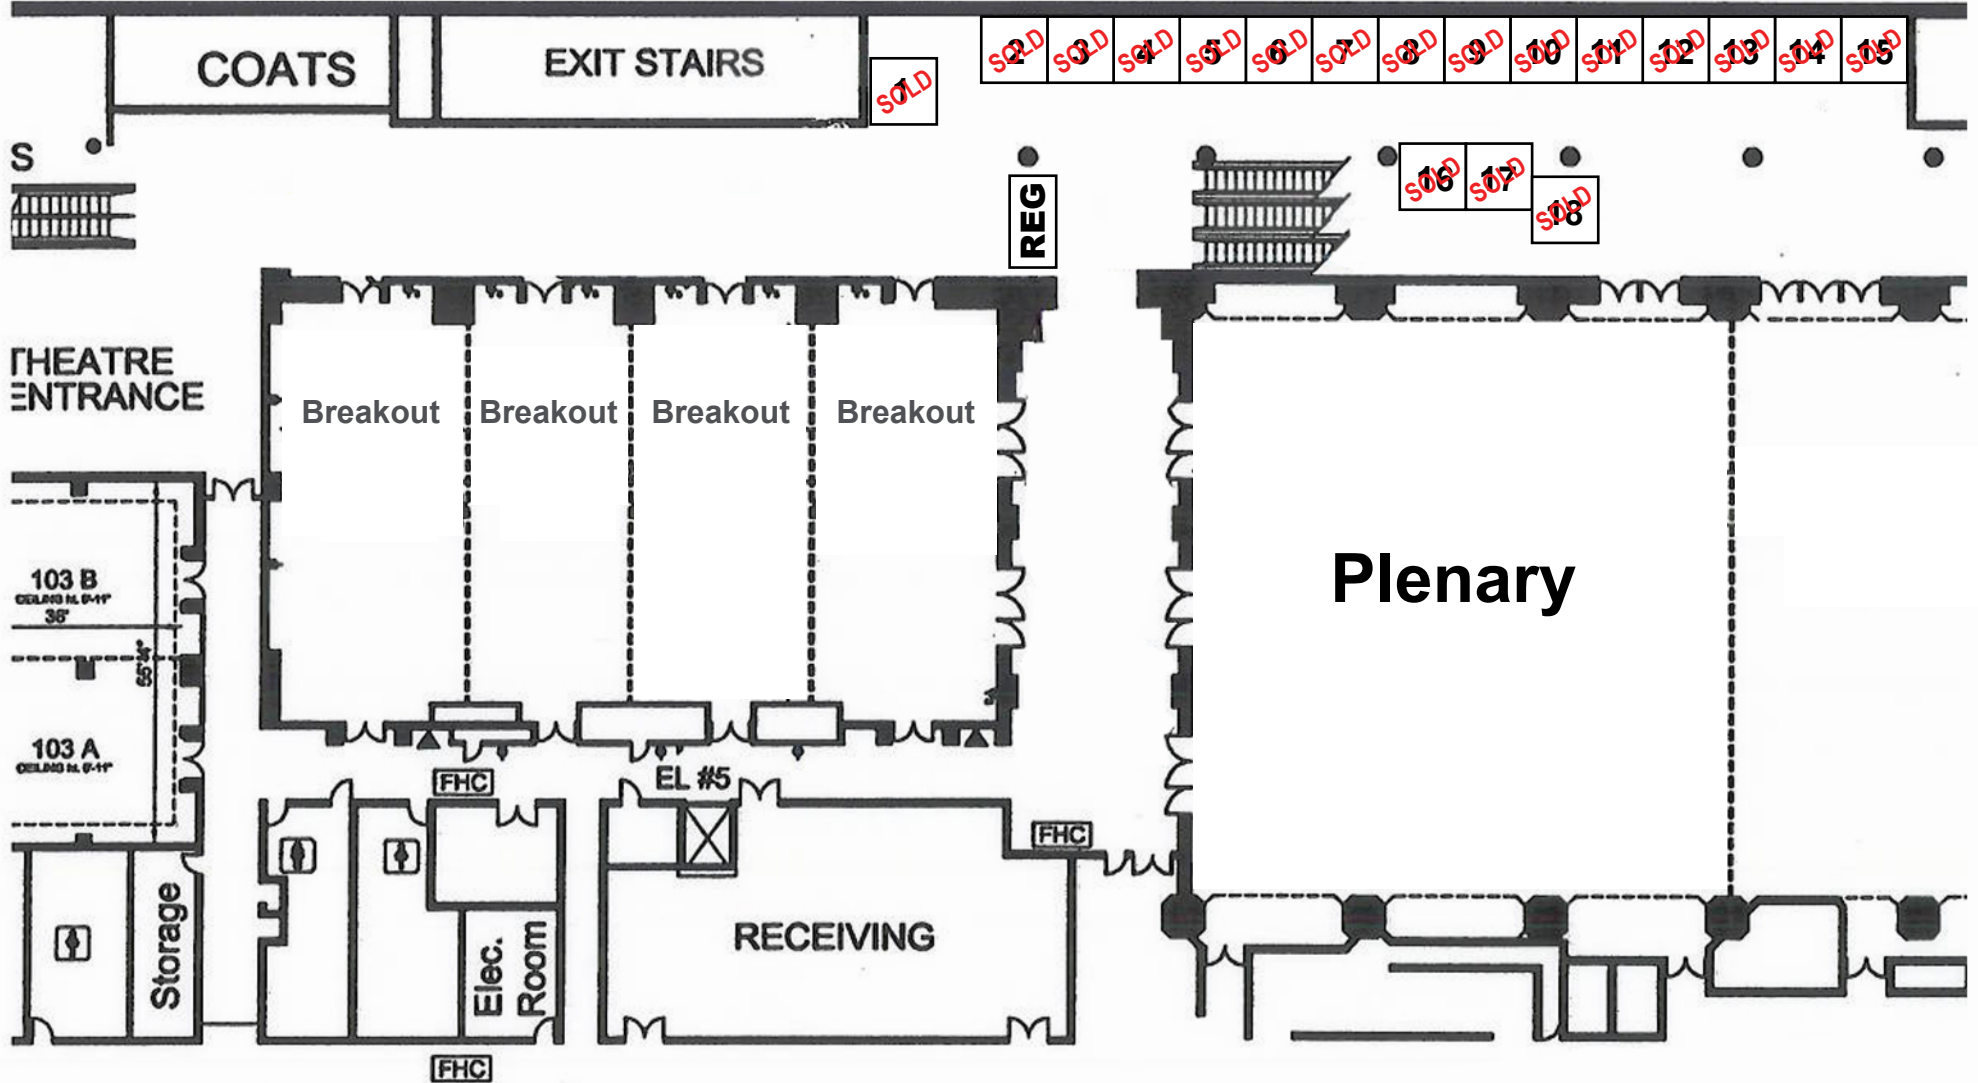 COATS
EXIT STAIRS
1
SOLD
2
SOLD
3
SOLD
4
SOLD
5
SOLD
6
SOLD
7
SOLD
8
SOLD
9
SOLD
10
SOLD
11
SOLD
12
SOLD
13
SOLD
14
SOLD
15
SOLD
S
REG
16
SOLD
17
SOLD
18
SOLD
THEATRE
ENTRANCE
Breakout
Breakout
Breakout
Breakout
Plenary
103 B
36'
103 A
FHC
EL #5
FHC
Storage
Elec.
Room
RECEIVING
FHC